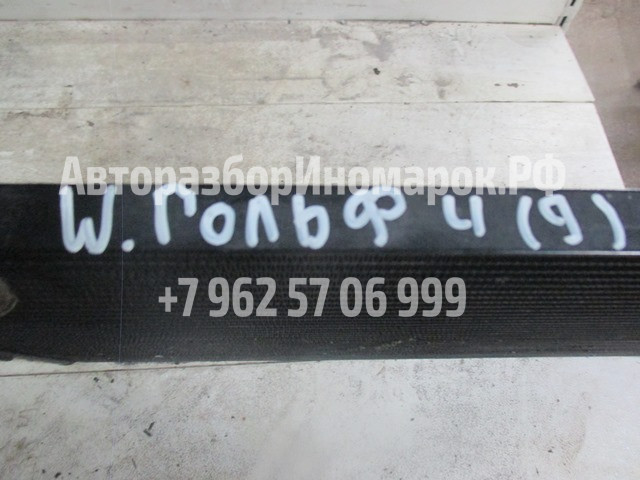 АвторазборИномарок.РФ
W. Гольф 4 (9)
+7 962 57 06 999